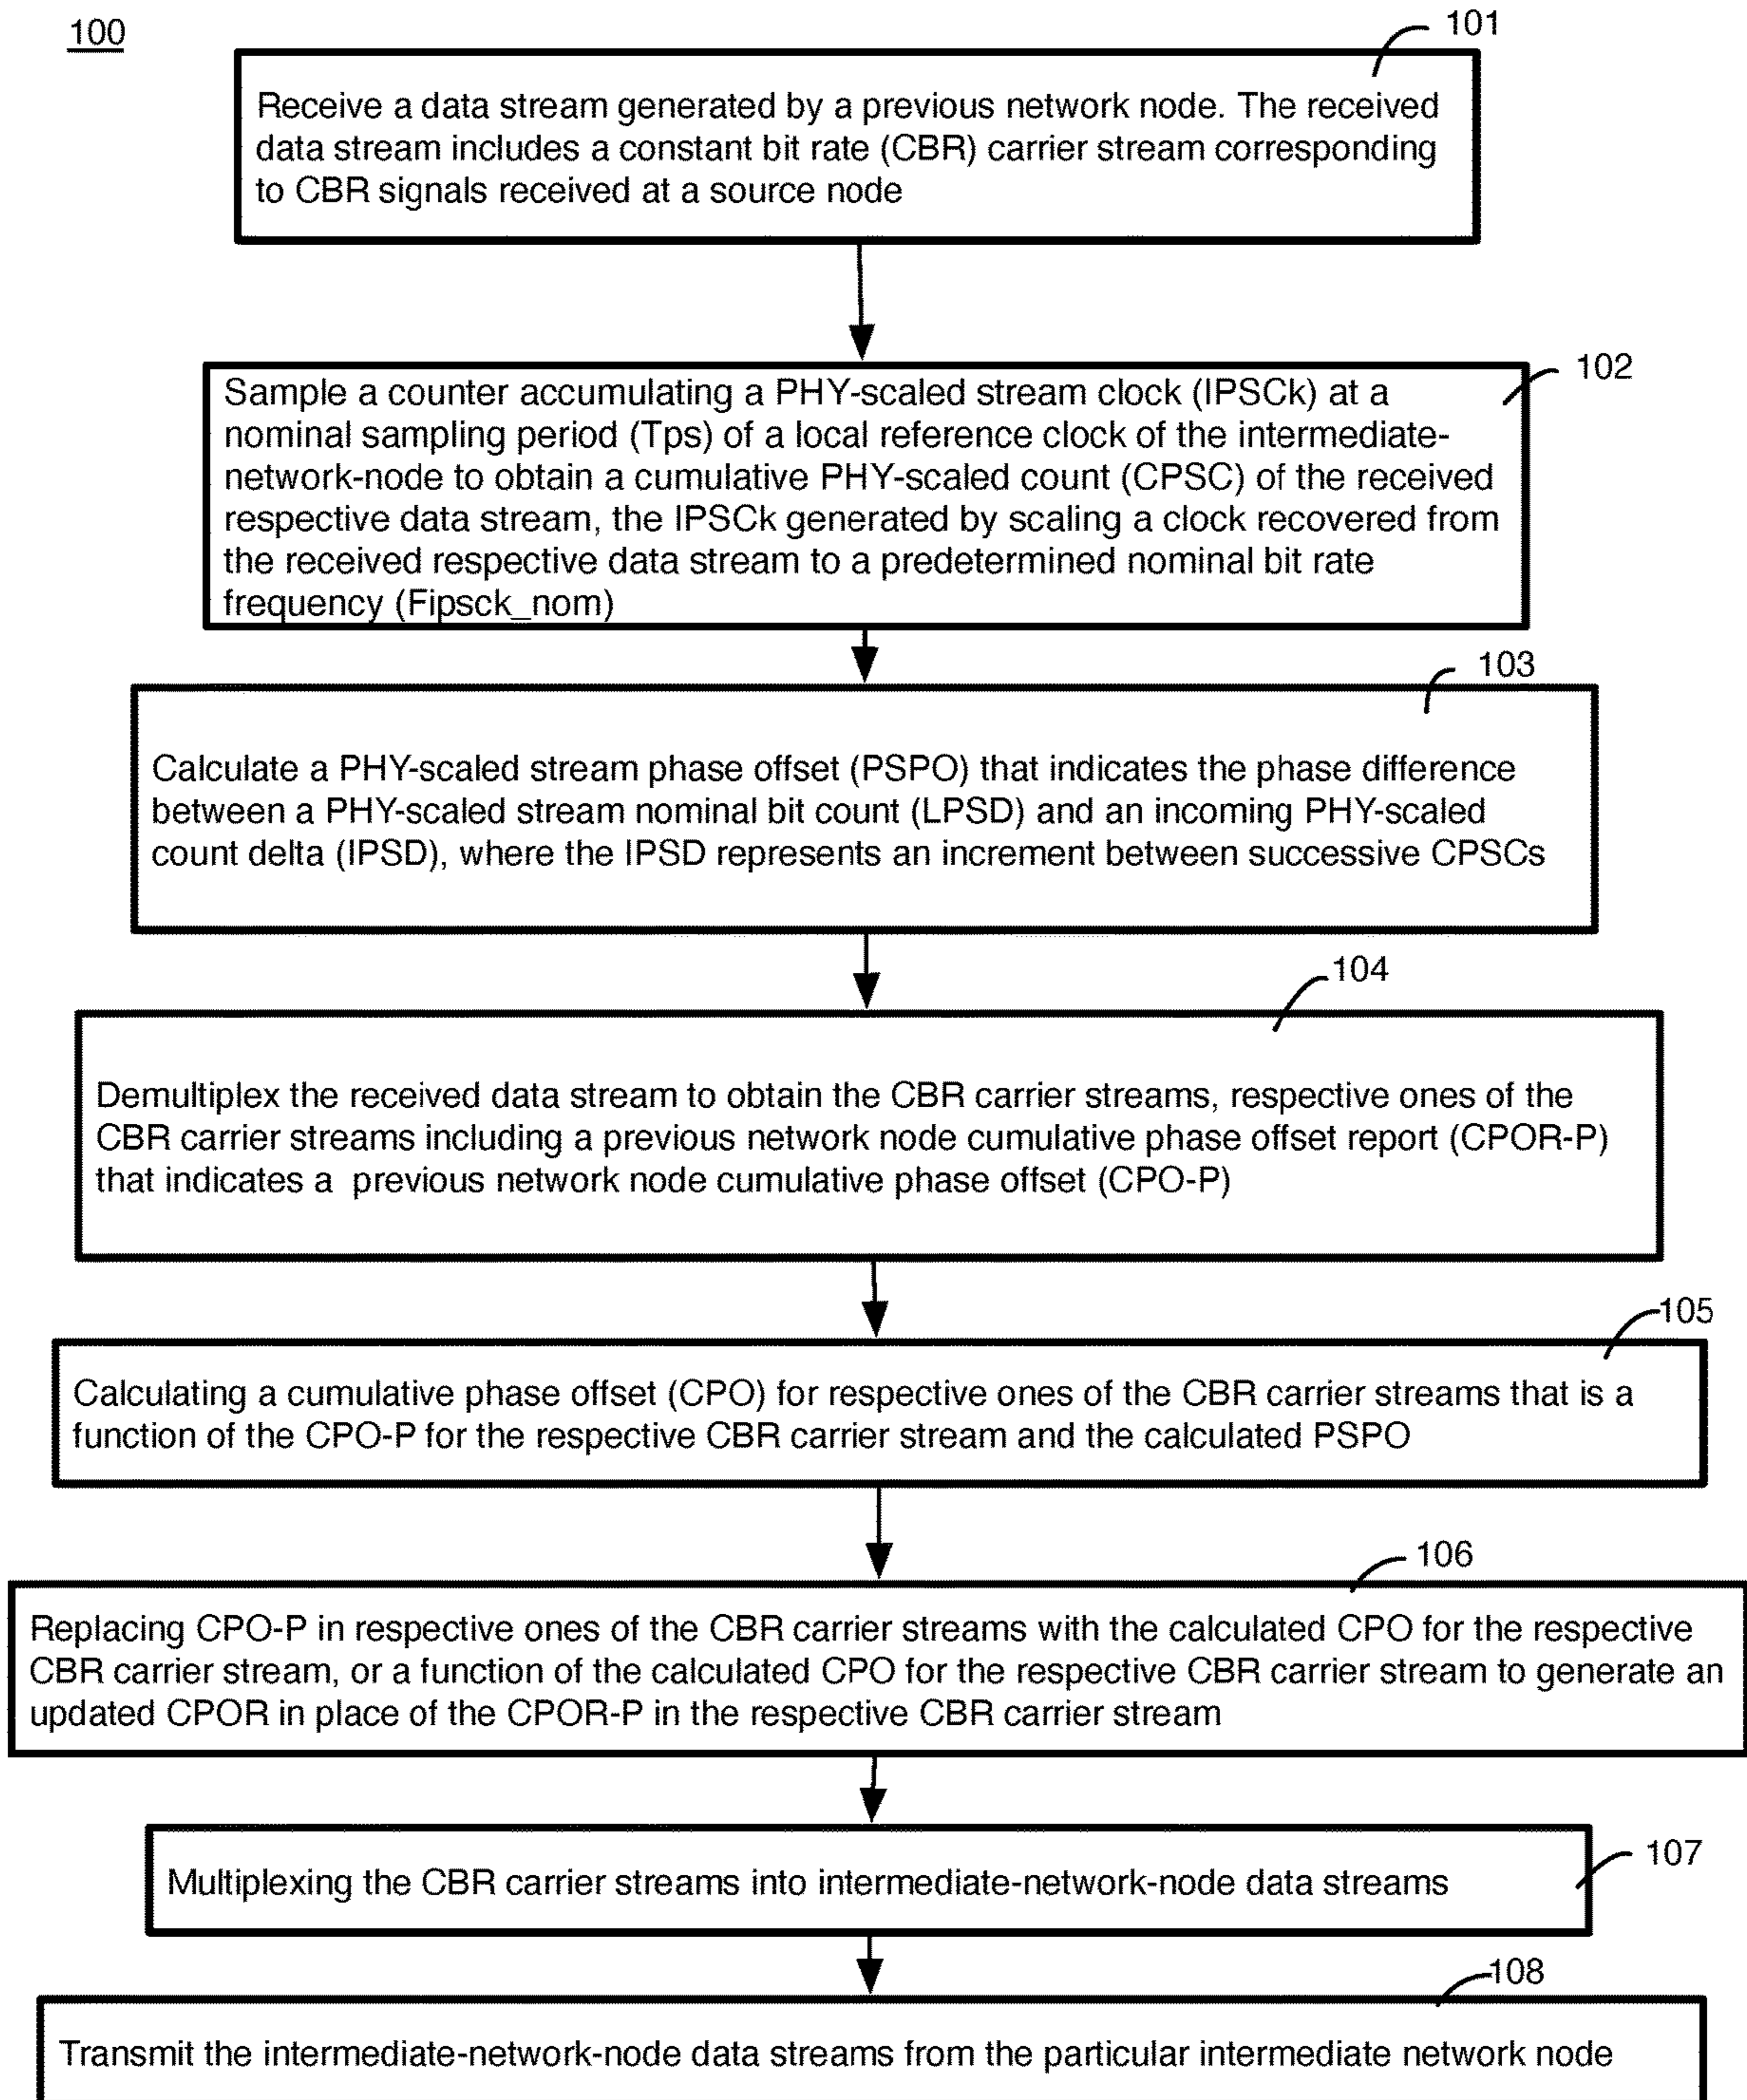 100
101
Receive a data stream generated by a previous network node. The received
data stream includes a constant bit rate (CBR) carrier stream corresponding
to CBR signals received at a source node
102
Sample a counter accumulating a PHY-scaled stream clock (IPSCk) at a
nominal sampling period (Tps) of a local reference clock of the intermediate-
network-node to obtain a cumulative PHY-scaled count (CPSC) of the received
respective data stream, the IPSCk generated by scaling a clock recovered from
the received respective data stream to a predetermined nominal bit rate
frequency (Fipsck_nom)
103
Calculate a PHY-scaled stream phase offset (PSPO) that indicates the phase difference
between a PHY-scaled stream nominal bit count (LPSD) and an incoming PHY-scaled
count delta (IPSD), where the IPSD represents an increment between successive CPSCs
104
Demultiplex the received data stream to obtain the CBR carrier streams, respective ones of the
CBR carrier streams including a previous network node cumulative phase offset report (CPOR-P)
that indicates a previous network node cumulative phase offset (CPO-P)
105
Calculating a cumulative phase offset (CPO) for respective ones of the CBR carrier streams that is a
function of the CPO-P for the respective CBR carrier stream and the calculated PSPO
106
Replacing CPO-P in respective ones of the CBR carrier streams with the calculated CPO for the respective
CBR carrier stream, or a function of the calculated CPO for the respective CBR carrier stream to generate an
updated CPOR in place of the CPOR-P in the respective CBR carrier stream
107
Multiplexing the CBR carrier streams into intermediate-network-node data streams
108
Transmit the intermediate-network-node data streams from the particular intermediate network node